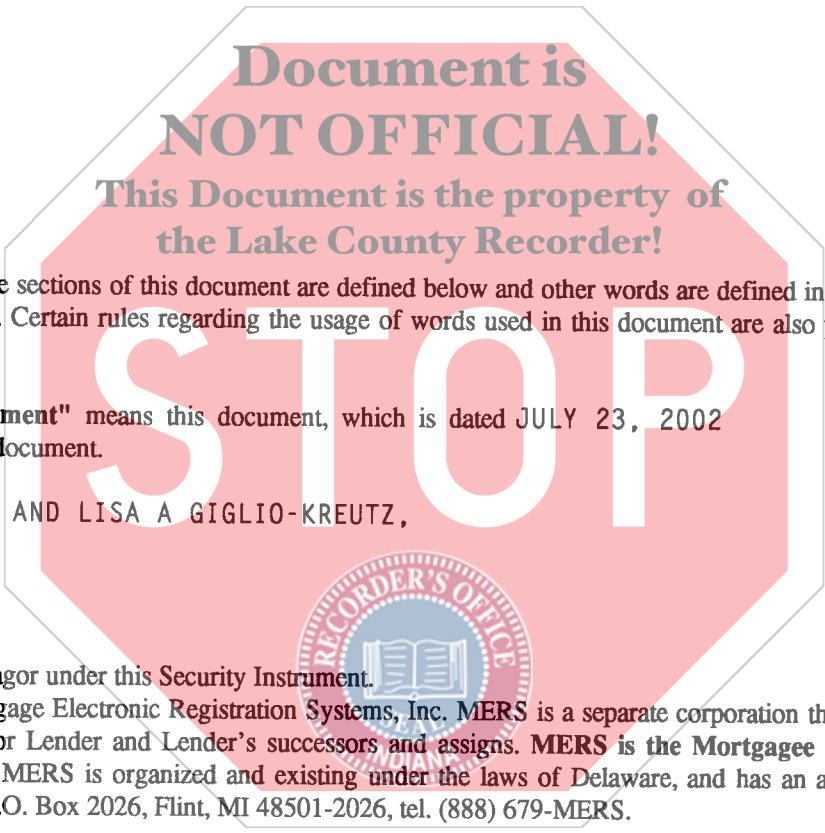 Document is
NOT OFFICIAL!
This Document is the property of
the Lake County Recorder!
e sections of this document are defined below and other words are defined in
. Certain rules regarding the usage of words used in this document are also
STOP
ment" means this document, which is dated JULY 23, 2002
document.
AND LISA A GIGLIO-KREUTZ,
RECORDER'S OFFICE
SEAL
INDIANA
agor under this Security Instrument.
gage Electronic Registration Systems, Inc. MERS is a separate corporation th
or Lender and Lender's successors and assigns. MERS is the Mortgagee
MERS is organized and existing under the laws of Delaware, and has an a
.O. Box 2026, Flint, MI 48501-2026, tel. (888) 679-MERS.